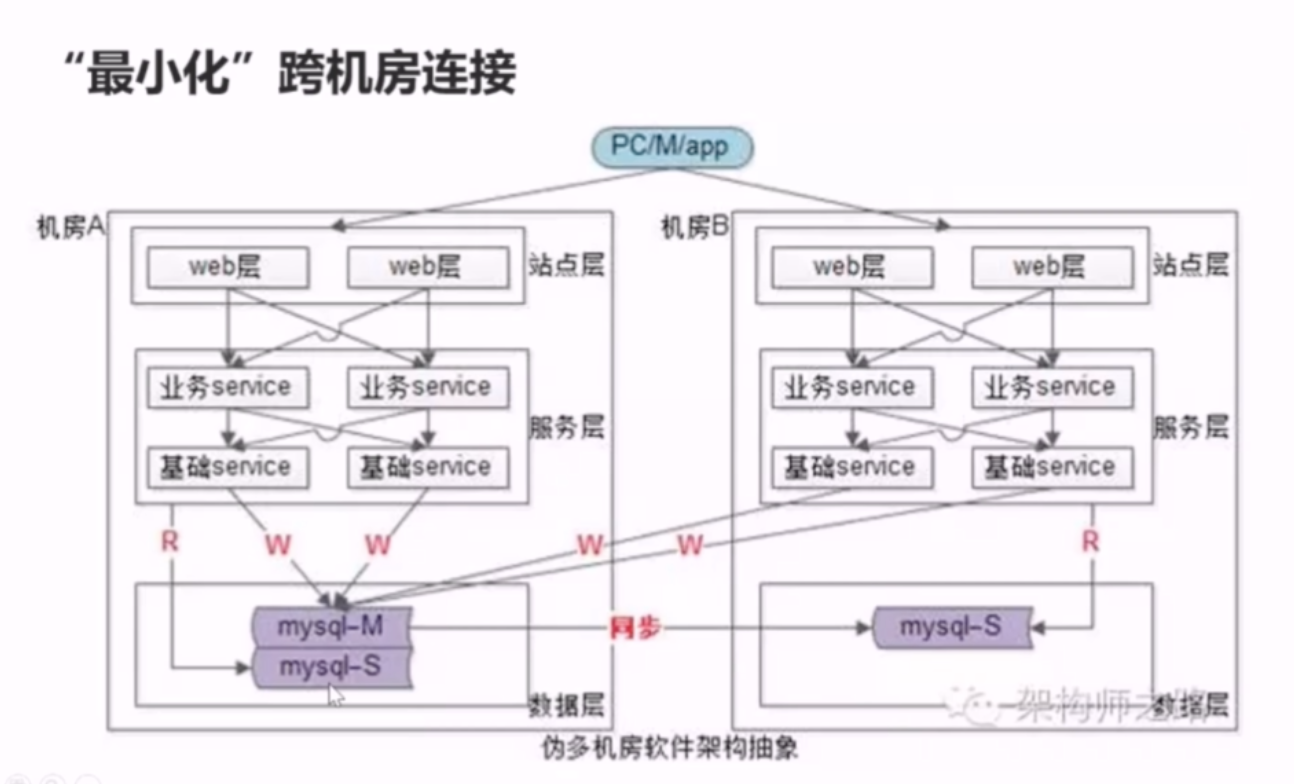 “最小化”跨机房连接
PC/M/app
机房A
机房B
web层 web层 站点层
web层 web层 站点层
业务service 业务service
业务service 业务service
服务层
服务层
基础service 基础service
基础service 基础service
R W W W W R
mysql-M
同步
mysql-S
mysql-S
数据层
数据层
架构师之路
伪多机房软件架构抽象